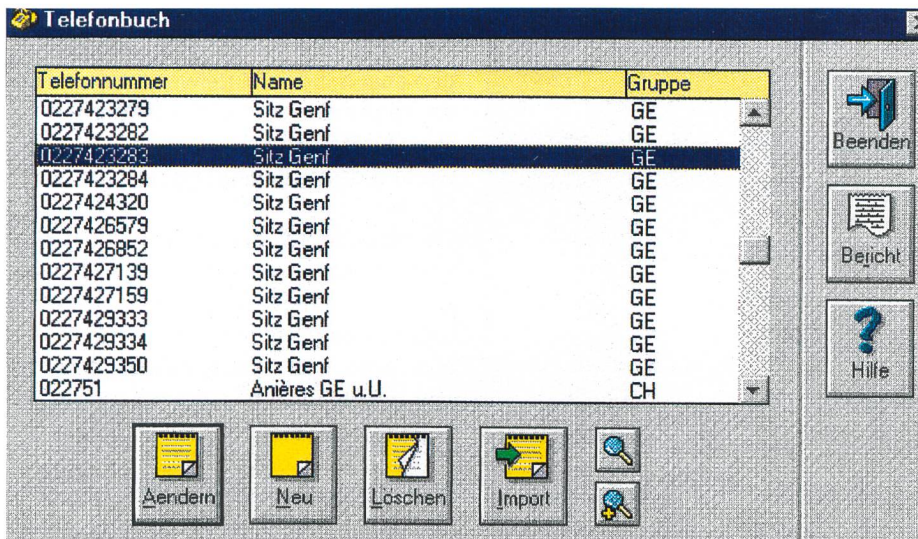 Telefonbuch
Telefonnummer Name Gruppe
0227423279 Sitz Genf GE
0227423282 Sitz Genf GE
0227423283 Sitz Genf GE
0227423284 Sitz Genf GE
0227424320 Sitz Genf GE
0227426579 Sitz Genf GE
0227426852 Sitz Genf GE
0227427139 Sitz Genf GE
0227427159 Sitz Genf GE
0227429333 Sitz Genf GE
0227429334 Sitz Genf GE
0227429350 Sitz Genf GE
022751 Anières GE u.U. CH
Beenden
Bericht
Hilfe
Aendern Neu Löschen Import